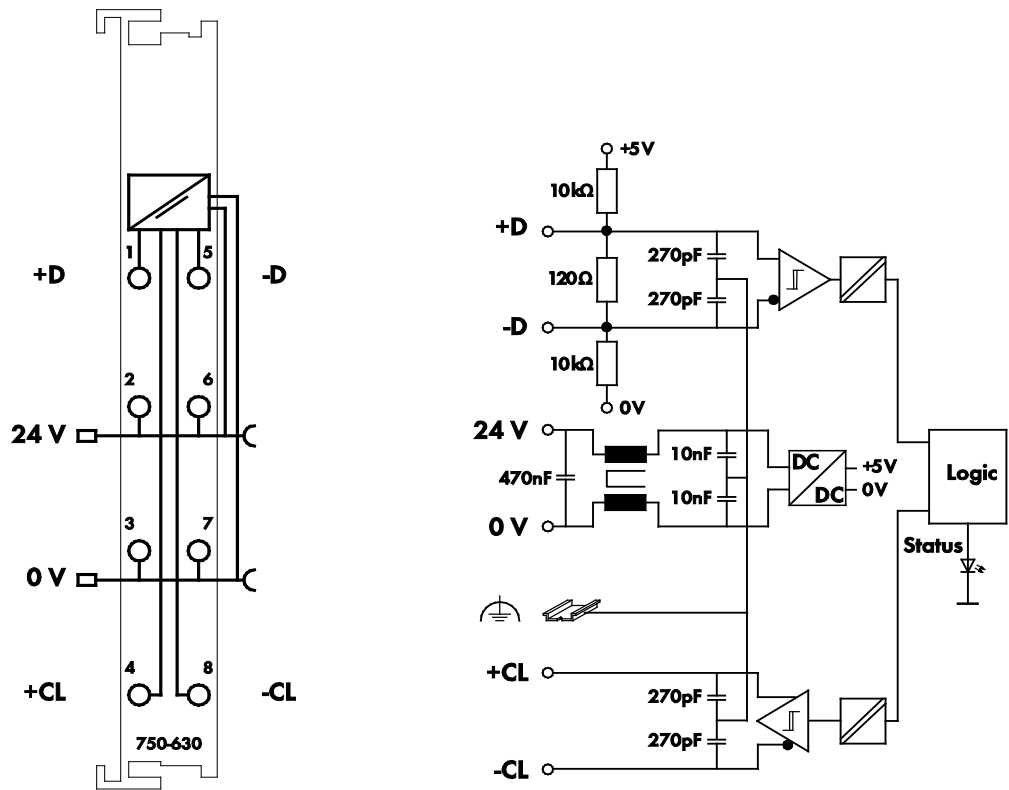 1
5
+D
-D
2
6
24 V
3
7
0 V
4
8
+CL
-CL
750-630
+5V
10kΩ
+D
270pF
120Ω
270pF
-D
10kΩ
0V
24 V
10nF
470nF
10nF
0 V
DC
DC
+5V
0V
Logic
Status
+CL
270pF
270pF
-CL